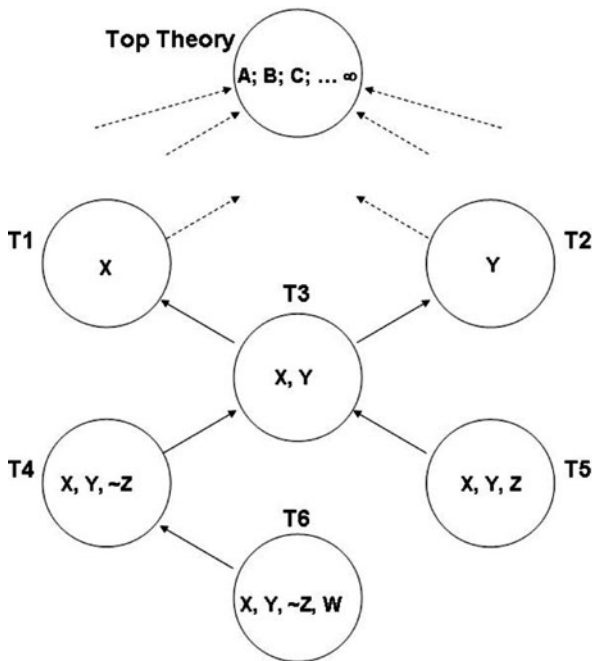 Top Theory
A; B; C; ... ∞
T1
X
T2
Y
T3
X, Y
T4
X, Y, ~Z
T5
X, Y, Z
T6
X, Y, ~Z, W